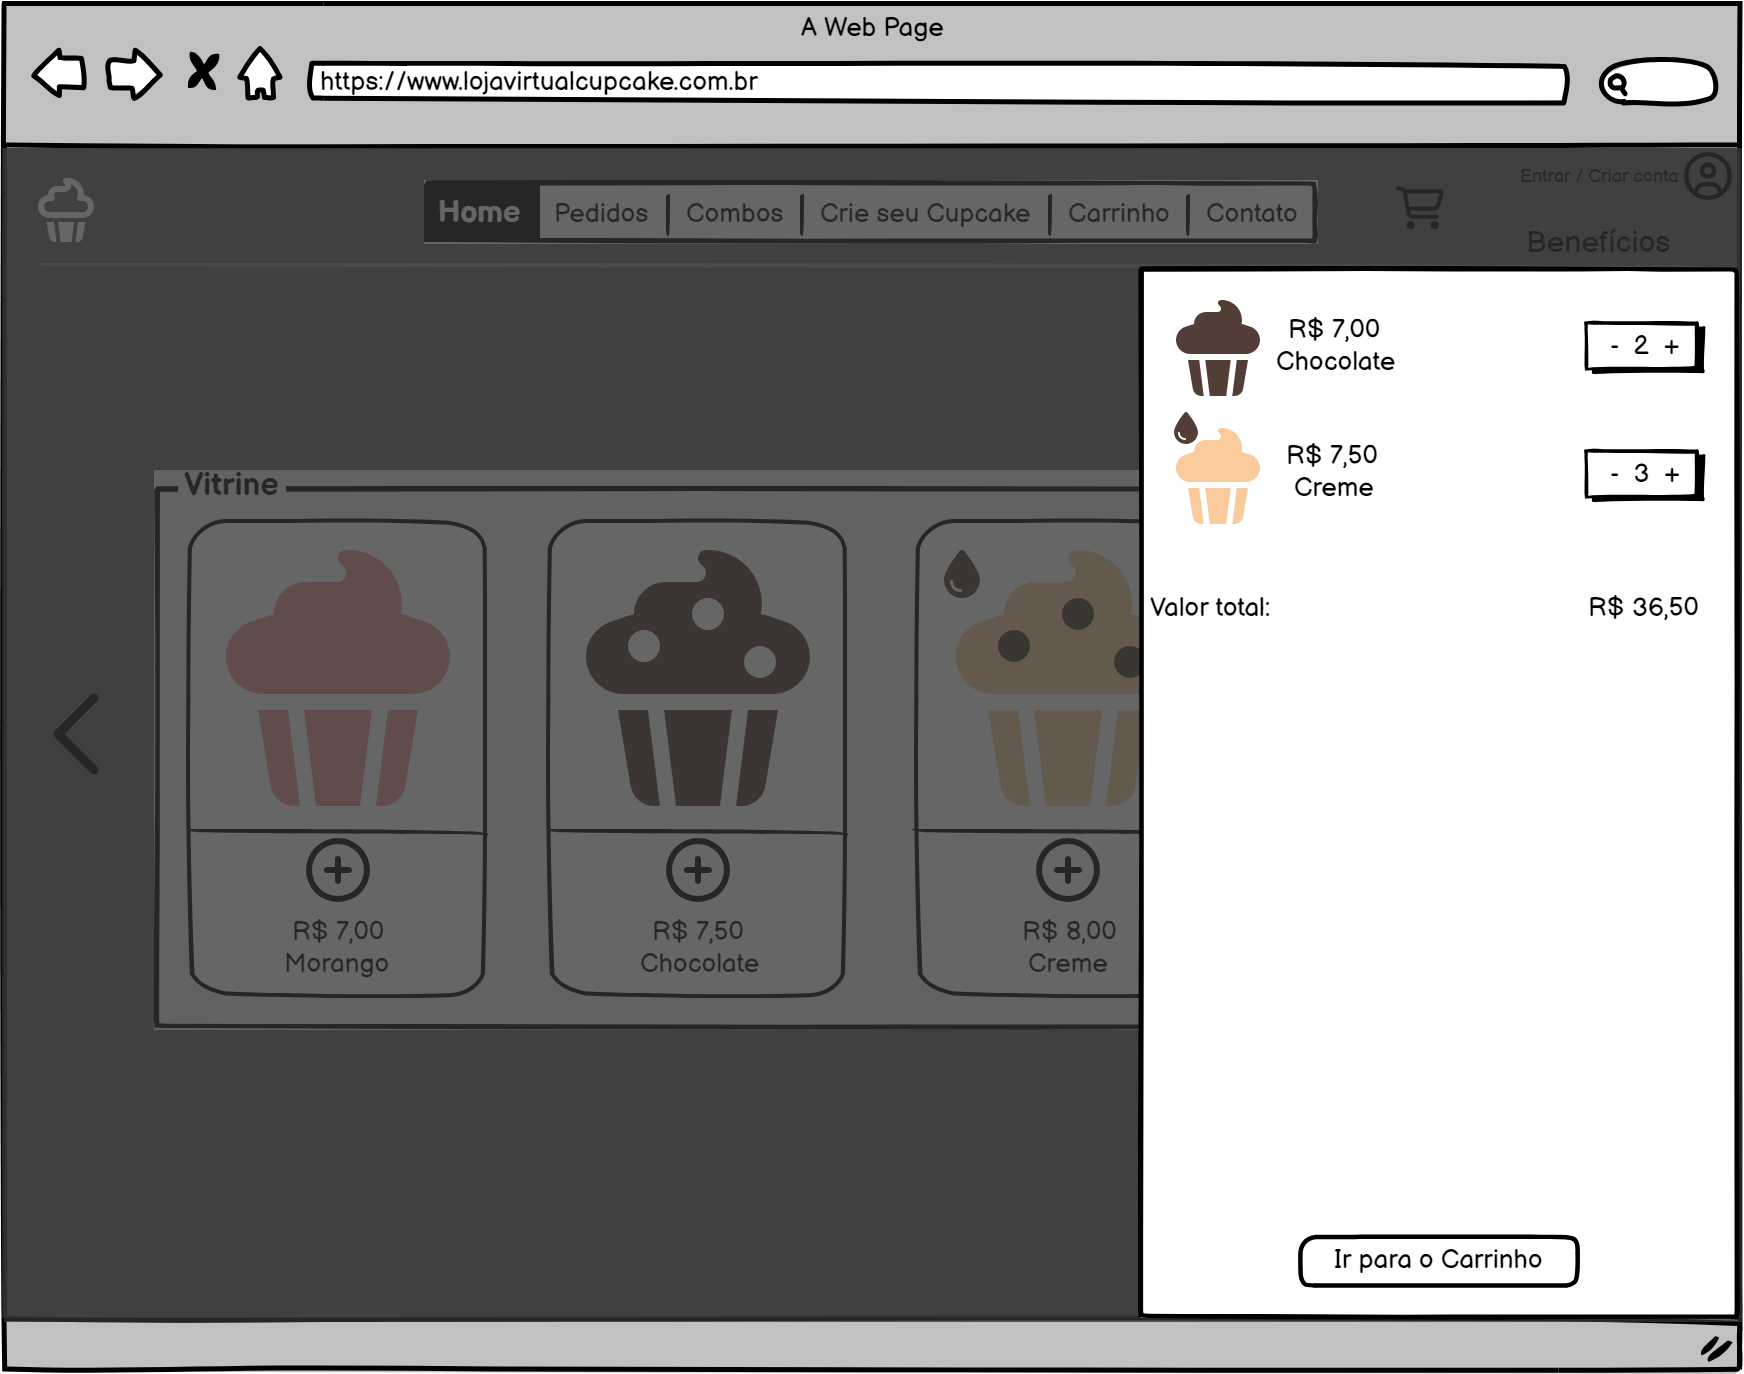 A Web Page
https://www.lojavirtualcupcake.com.br
Entrar / Criar conta
Home Pedidos Combos Crie seu Cupcake Carrinho Contato
Benefícios
R$ 7,00
Chocolate
- 2 +
R$ 7,50
Creme
- 3 +
Valor total: R$ 36,50
Vitrine
R$ 7,00
Morango
R$ 7,50
Chocolate
R$ 8,00
Creme
Ir para o Carrinho